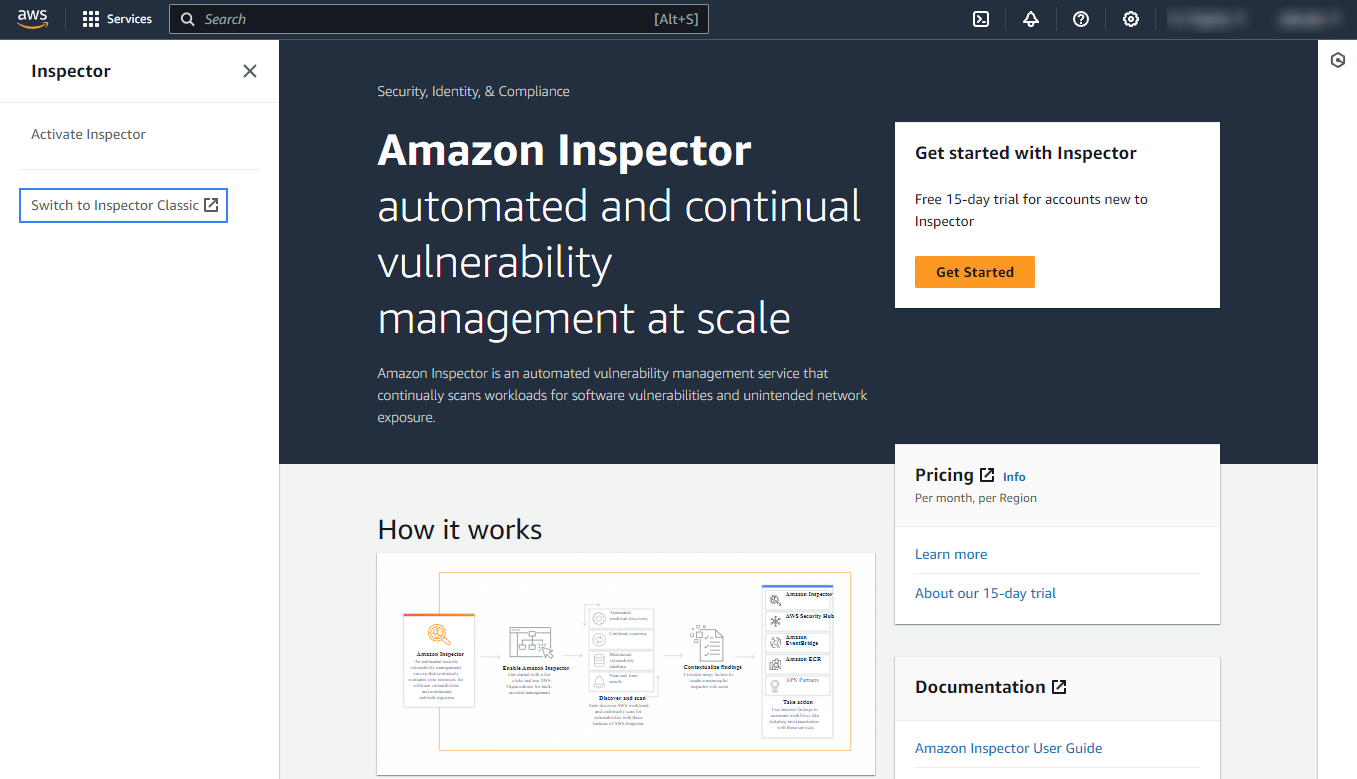 aws
Services
Search
[Alt+S]
Inspector
Activate Inspector
Switch to Inspector Classic
Security, Identity, & Compliance
Amazon Inspector
automated and continual
vulnerability
management at scale
Amazon Inspector is an automated vulnerability management service that
continually scans workloads for software vulnerabilities and unintended network
exposure.
Get started with Inspector
Free 15-day trial for accounts new to
Inspector
Get Started
Pricing Info
Per month, per Region
Learn more
About our 15-day trial
Documentation
Amazon Inspector User Guide
How it works
Amazon Inspector
An automated security
vulnerability management
service that continually
evaluates your resources for
software vulnerabilities
and unintended
network exposure
Enable Amazon Inspector
Get started with a few
clicks and use AWS
Organizations for multi-
account management
Automated
workload discovery
Continual scanning
Maintained
vulnerability
database
Near real time
results
Discover and scan
Auto discover AWS workloads
and continually scan for
vulnerabilities with these
features of AWS Inspector
Contextualize findings
Consider many factors to
create a meaningful
inspector risk score
Amazon Inspector
AWS Security Hub
Amazon
EventBridge
Amazon ECR
APN Partners
Take action
Use detailed findings to
automate workflows like
ticketing and remediation
with these services